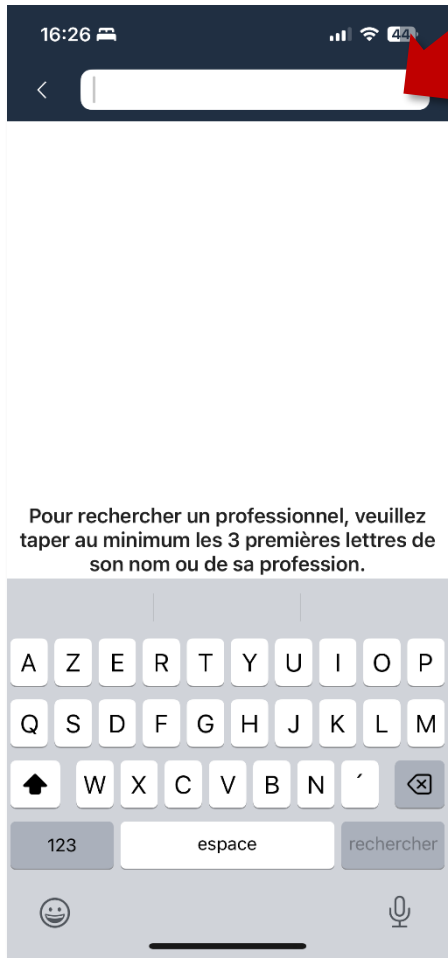 16:26
44
Pour rechercher un professionnel, veuillez
taper au minimum les 3 premières lettres de
son nom ou de sa profession.
A Z E R T Y U I O P
Q S D F G H J K L M
W X C V B N ´
123 espace rechercher